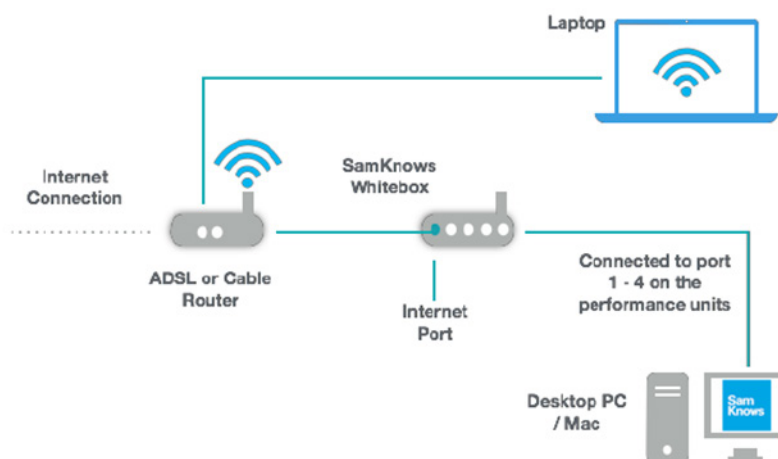 Laptop
Internet
Connection
SamKnows
Whitebox
ADSL or Cable
Router
Internet
Port
Connected to port
1 - 4 on the
performance units
Desktop PC
/ Mac
Sam
Knows